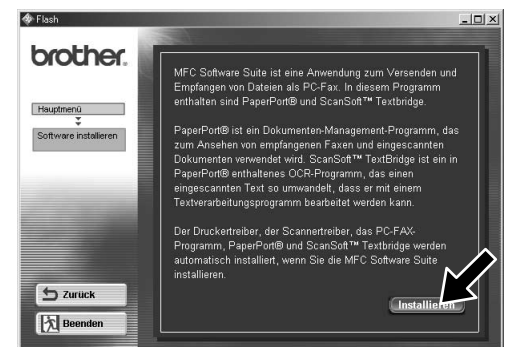 Flash
brother.
Hauptmenü
Software installieren
MFC Software Suite ist eine Anwendung zum Versenden und
Empfangen von Dateien als PC-Fax. In diesem Programm
enthalten sind PaperPort® und ScanSoft™ Textbridge.
PaperPort® ist ein Dokumenten-Management-Programm, das
zum Ansehen von empfangenen Faxen und eingescannten
Dokumenten verwendet wird. ScanSoft™ TextBridge ist ein in
PaperPort® enthaltenes OCR-Programm, das einen
eingescannten Text so umwandelt, dass er mit einem
Textverarbeitungsprogramm bearbeitet werden kann.
Der Druckertreiber, der Scannertreiber, das PC-FAX-
Programm, PaperPort® und ScanSoft™ Textbridge werden
automatisch installiert, wenn Sie die MFC Software Suite
installieren.
Installieren
Zurück
Beenden